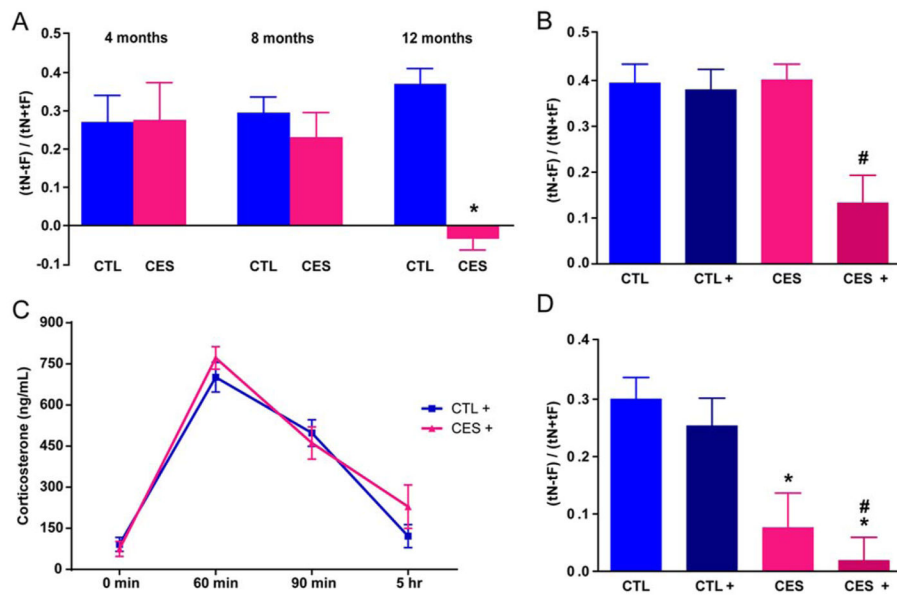 A
4 months 8 months 12 months
(tN-tF) / (tN+tF)
0.5
0.4
0.3
0.2
0.1
0.0
-0.1
CTL CES CTL CES CTL CES
*
B
(tN-tF) / (tN+tF)
0.5
0.4
0.2
0.1
0.0
#
CTL CTL + CES CES +
C
Corticosterone (ng/mL)
900
750
600
450
300
150
0
0 min 60 min 90 min 5 hr
CTL +
CES +
D
(tN-tF) / (tN+tF)
0.4
0.3
0.2
0.1
0.0
*
#
*
CTL CTL + CES CES +